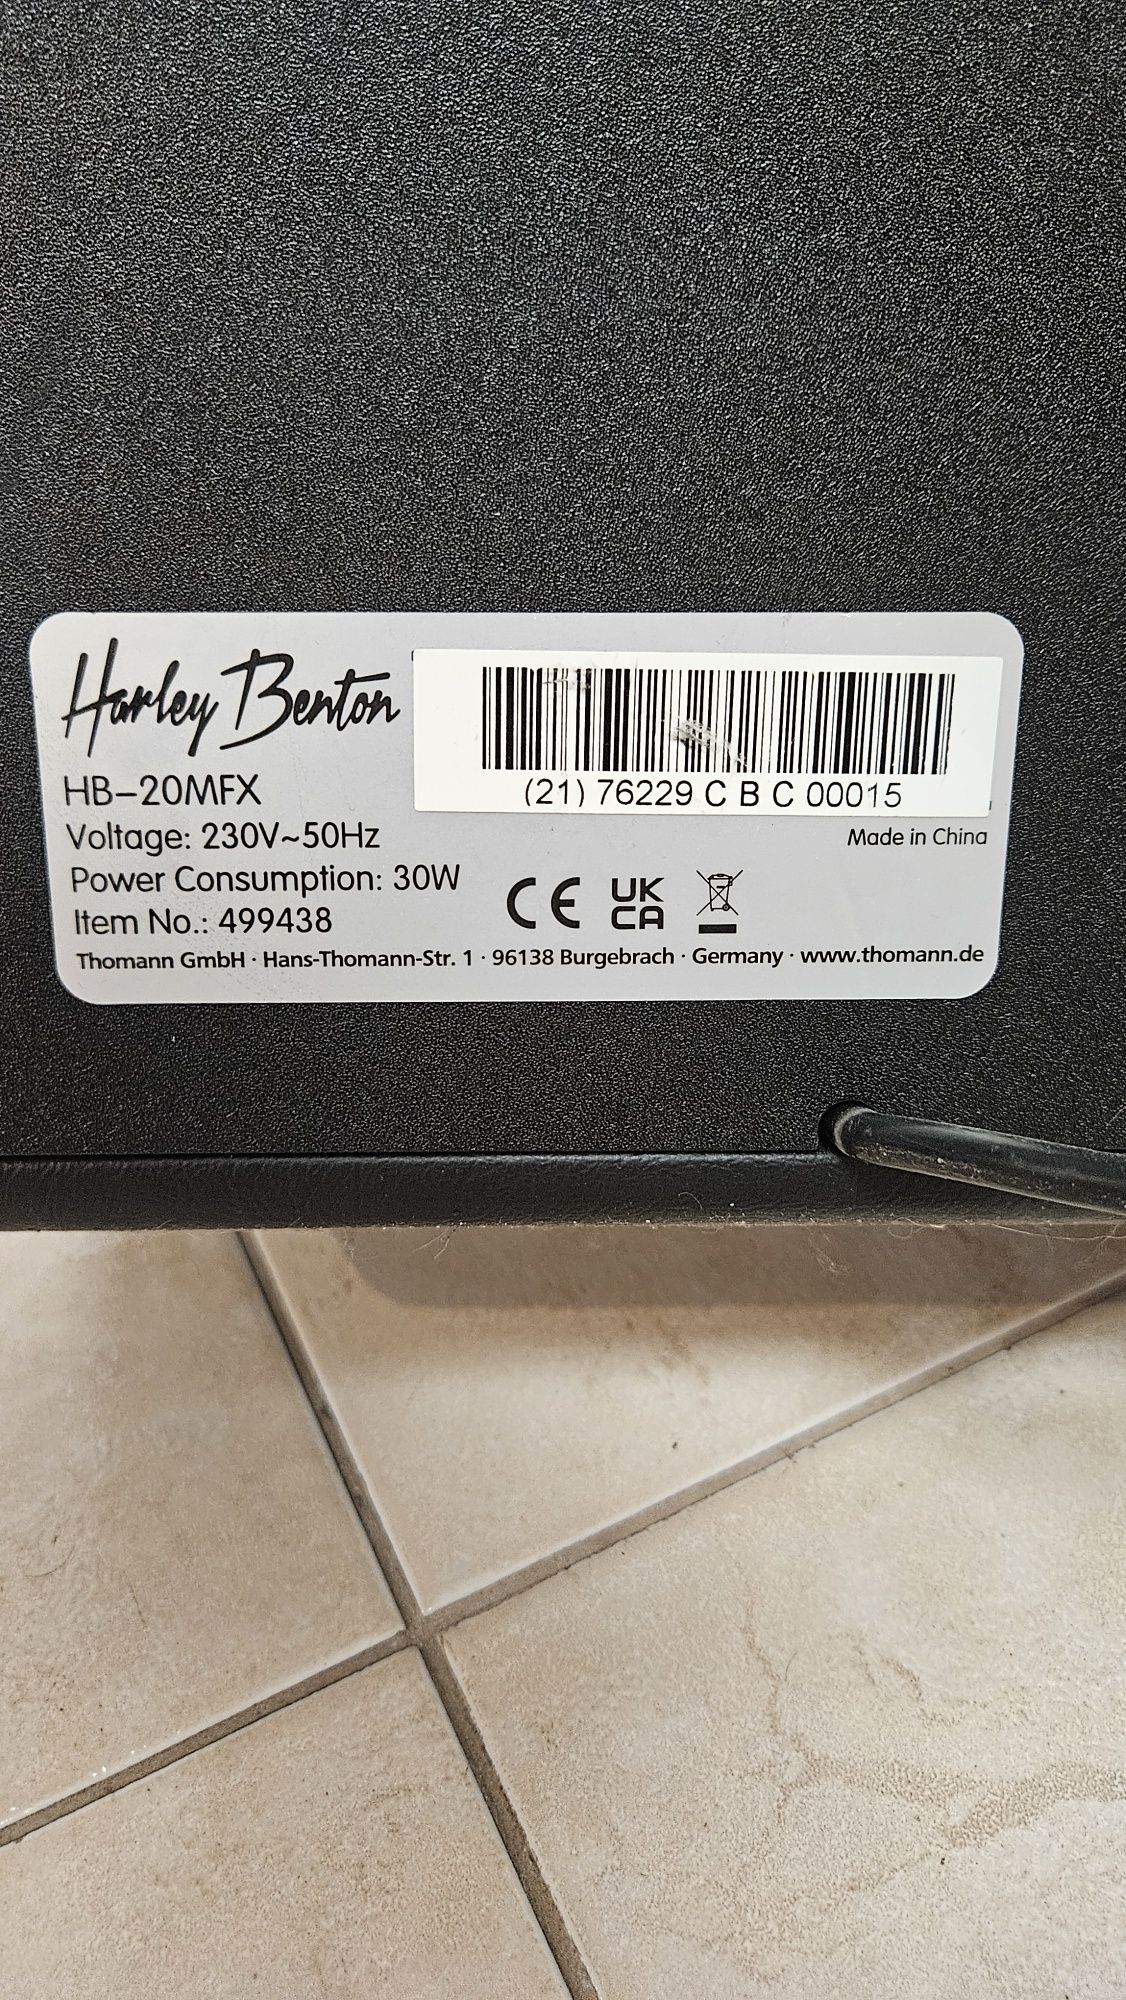 Harley Benton
(21) 76229 C B C 00015
HB-20MFX
Voltage: 230V~50Hz
Made in China
Power Consumption: 30W
Item No.: 499438
CE UK CA
Thomann GmbH · Hans-Thomann-Str. 1 · 96138 Burgebrach · Germany · www.thomann.de